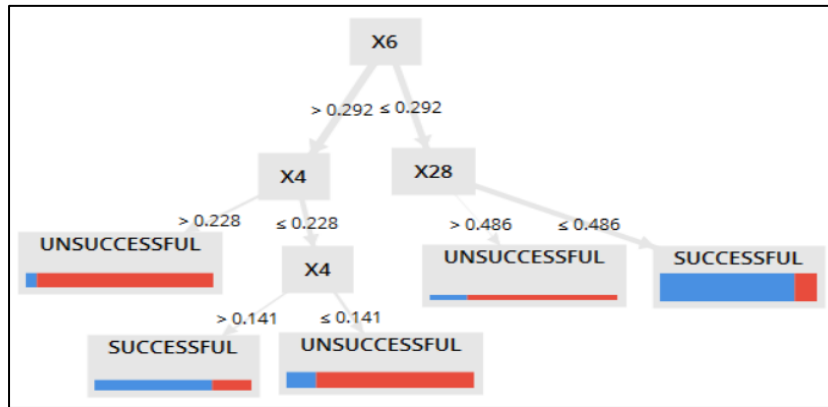 X6
> 0.292 ≤ 0.292
X4
X28
> 0.228 ≤ 0.228
> 0.486 ≤ 0.486
UNSUCCESSFUL
X4
UNSUCCESSFUL
SUCCESSFUL
> 0.141 ≤ 0.141
SUCCESSFUL
UNSUCCESSFUL